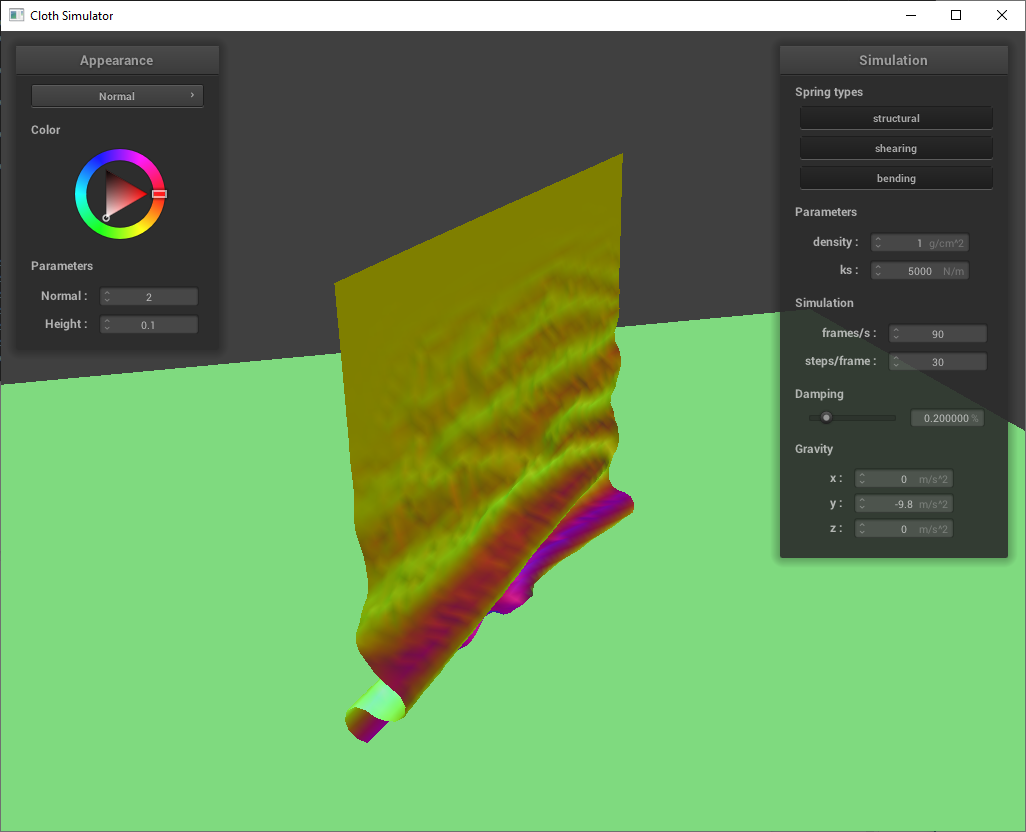 Cloth Simulator
Appearance
Normal
Color
Parameters
Normal : 2
Height : 0.1
Simulation
Spring types
structural
shearing
bending
Parameters
density : 1 g/cm^2
ks : 5000 N/m
Simulation
frames/s : 90
steps/frame : 30
Damping
0.200000 %
Gravity
x : 0 m/s^2
y : -9.8 m/s^2
z : 0 m/s^2